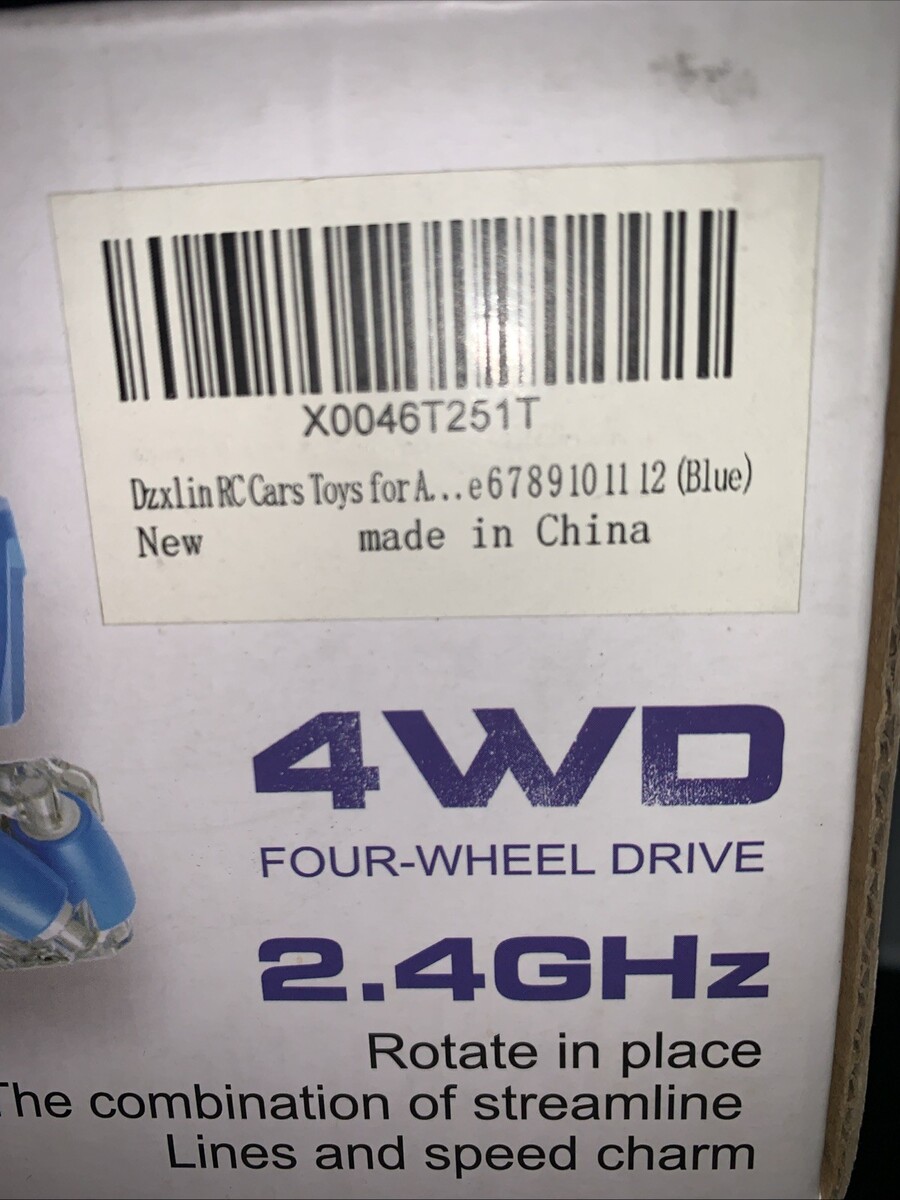 X0046T251T
Dzxlin RC Cars Toys for A...e 6 7 8 9 10 11 12 (Blue)
New made in China
4WD
FOUR-WHEEL DRIVE
2.4GHz
Rotate in place
The combination of streamline
Lines and speed charm